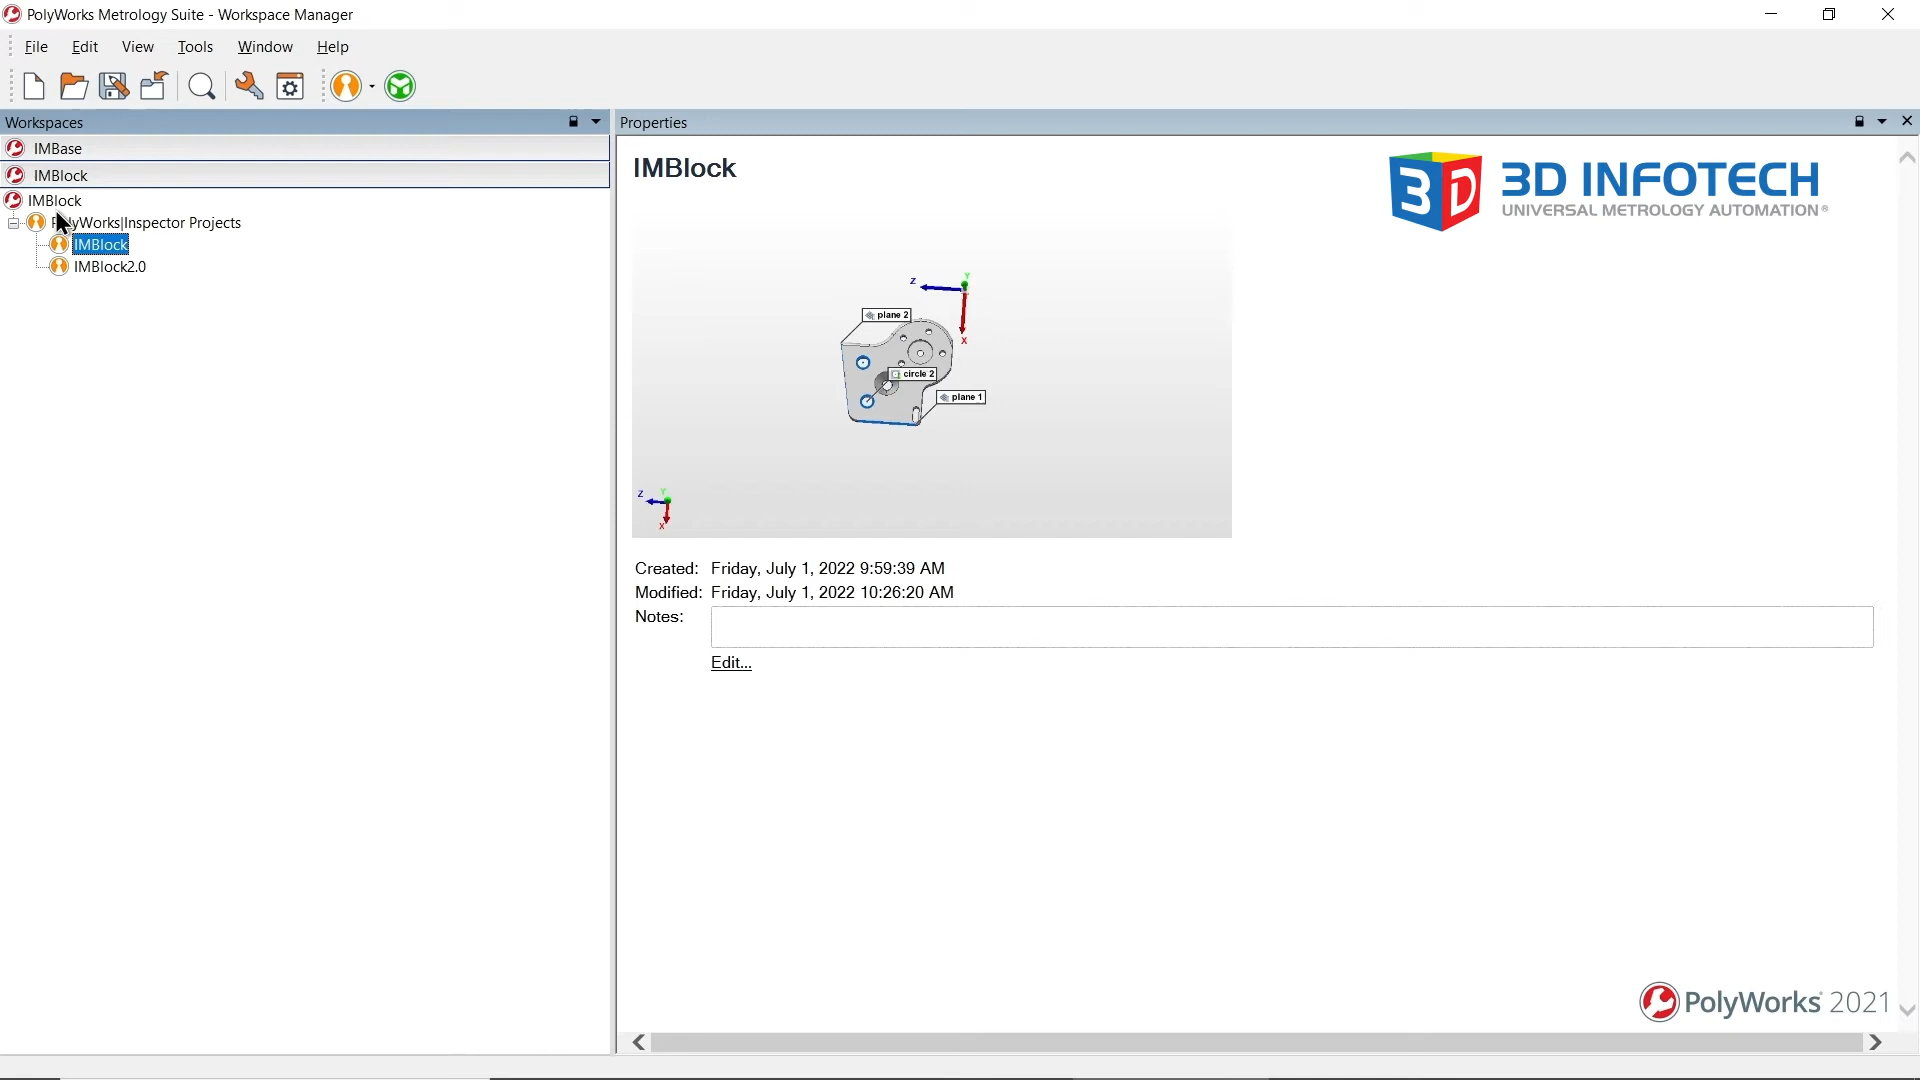 PolyWorks Metrology Suite - Workspace Manager
File Edit View Tools Window Help
Workspaces
IMBase
IMBlock
IMBlock
PolyWorks|Inspector Projects
IMBlock
IMBlock2.0
Properties
IMBlock
3D
3D INFOTECH
UNIVERSAL METROLOGY AUTOMATION®
Z Y
X
plane 2
circle 2
plane 1
Z Y
X
Created: Friday, July 1, 2022 9:59:39 AM
Modified: Friday, July 1, 2022 10:26:20 AM
Notes:
Edit...
PolyWorks® 2021